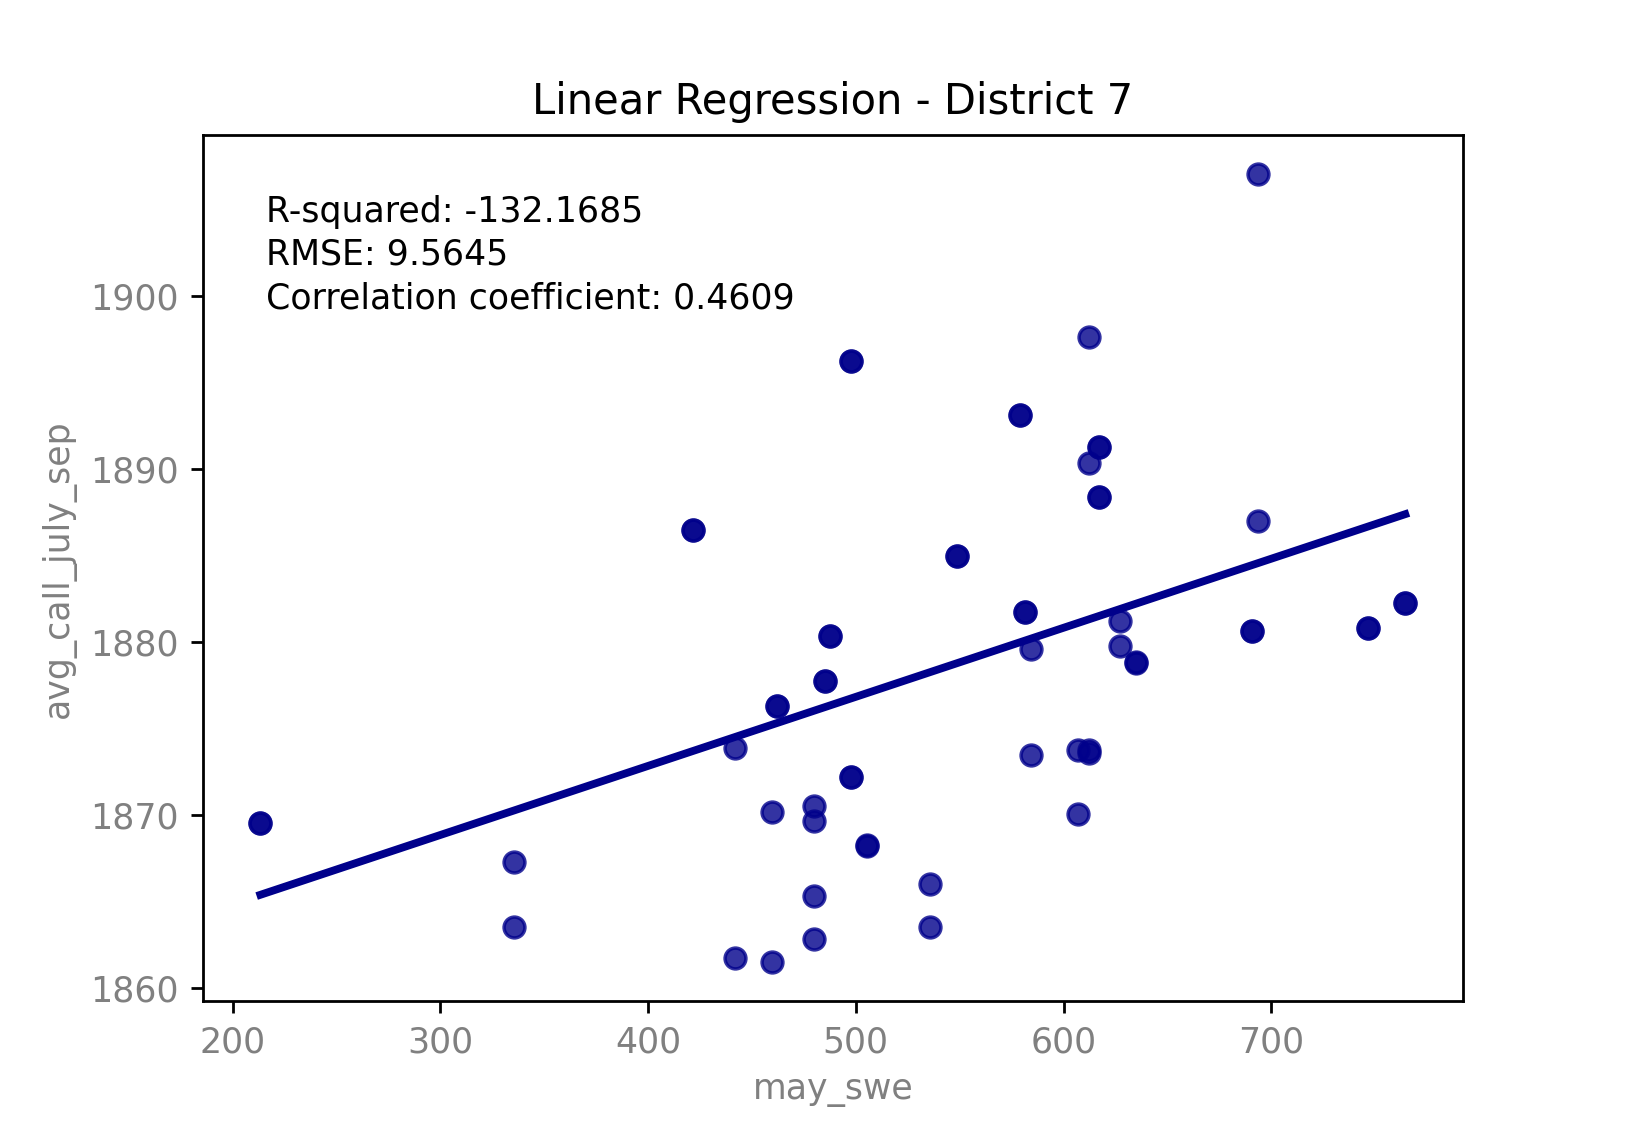 Linear Regression - District 7
R-squared: -132.1685
RMSE: 9.5645
Correlation coefficient: 0.4609
avg_call_july_sep
1900
1890
1880
1870
1860
200 300 400 500 600 700
may_swe